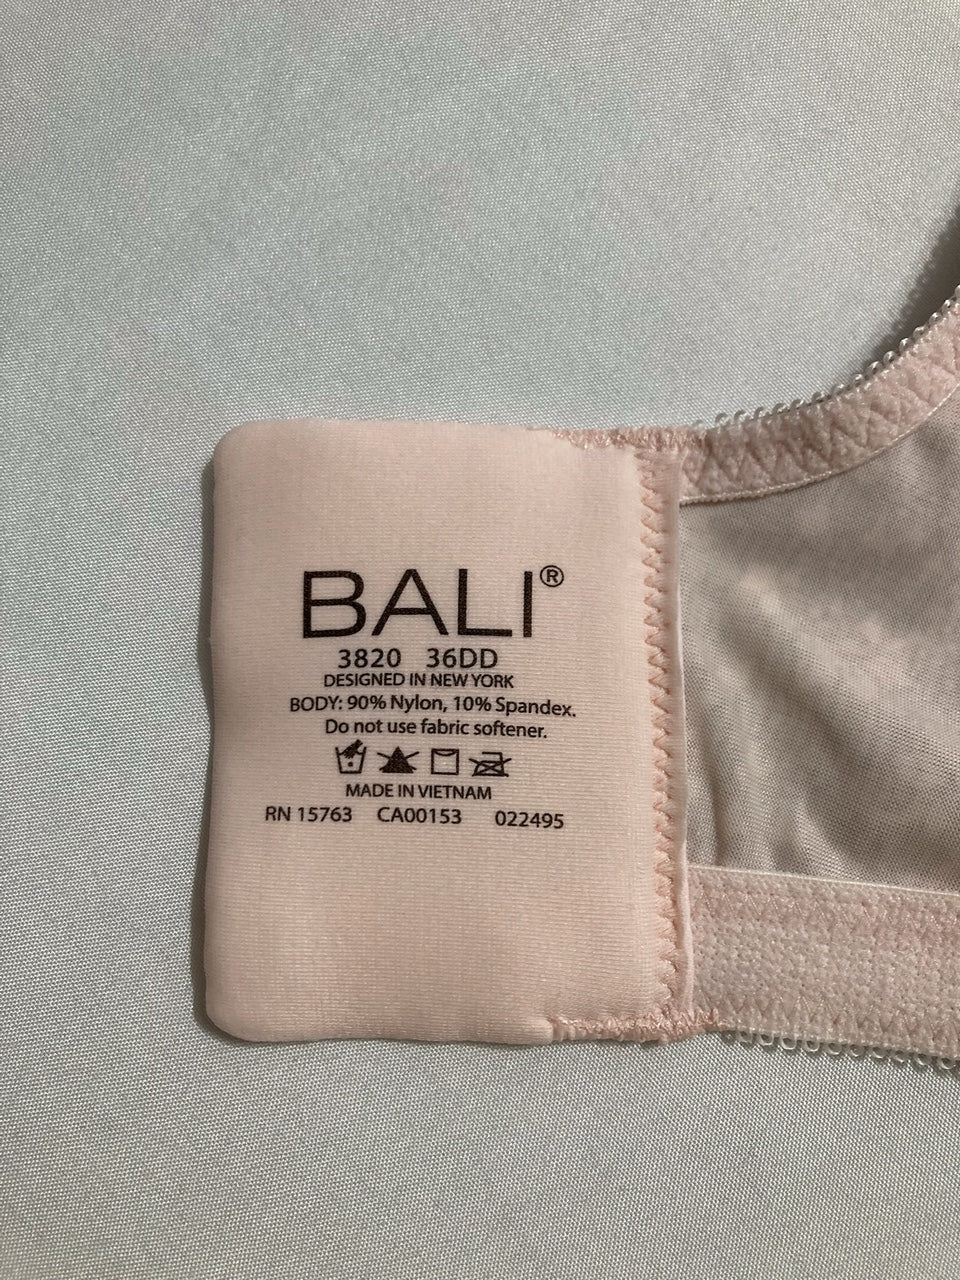 BALI®
3820 36DD
DESIGNED IN NEW YORK
BODY: 90% Nylon, 10% Spandex.
Do not use fabric softener.
MADE IN VIETNAM
RN 15763 CA00153 022495